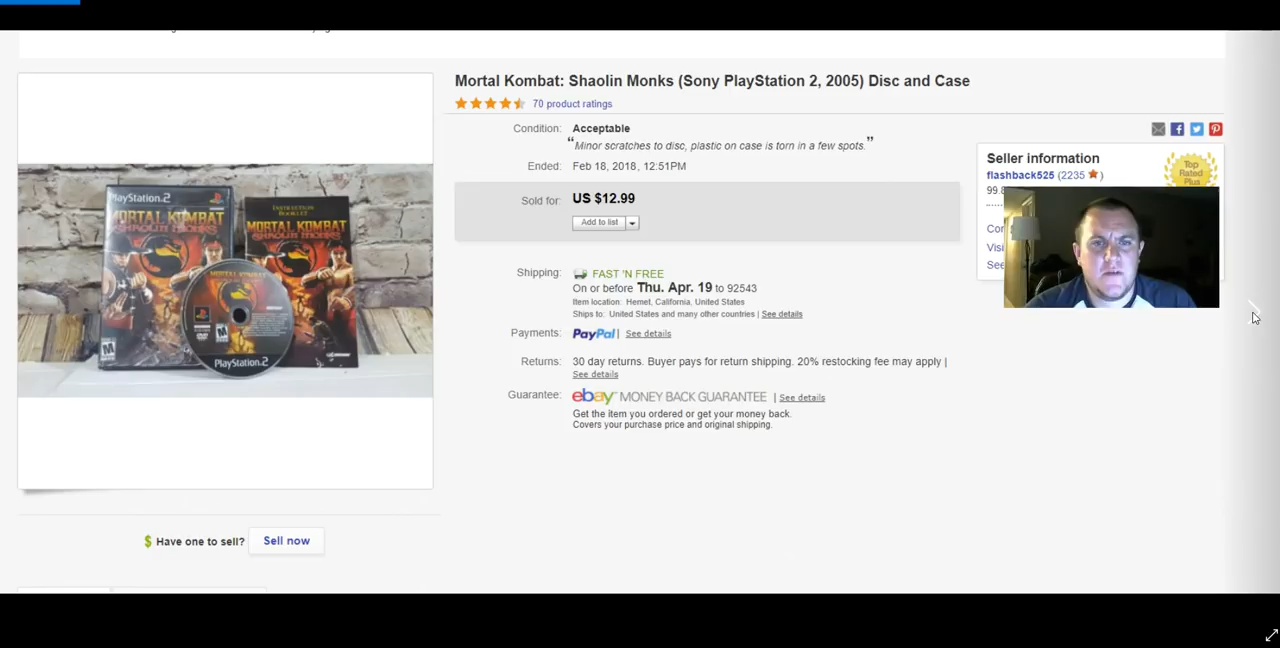 Mortal Kombat: Shaolin Monks (Sony PlayStation 2, 2005) Disc and Case
70 product ratings
Condition: Acceptable
“Minor scratches to disc, plastic on case is torn in a few spots.”
Ended: Feb 18, 2018, 12:51PM
Sold for: US $12.99
Add to list
Shipping: FAST 'N FREE
On or before Thu. Apr. 19 to 92543
Item location: Hemet, California, United States
Ships to: United States and many other countries | See details
Payments: PayPal | See details
Returns: 30 day returns. Buyer pays for return shipping. 20% restocking fee may apply |
See details
Guarantee: ebay MONEY BACK GUARANTEE | See details
Get the item you ordered or get your money back.
Covers your purchase price and original shipping.
Seller information
flashback525 (2235)
Top
Rated
Plus
99.
Visi
See
PlayStation 2
MORTAL KOMBAT
SHAOLIN MONKS
INSTRUCTION
BOOKLET
MORTAL KOMBAT
SHAOLIN MONKS
PlayStation 2
$ Have one to sell? Sell now